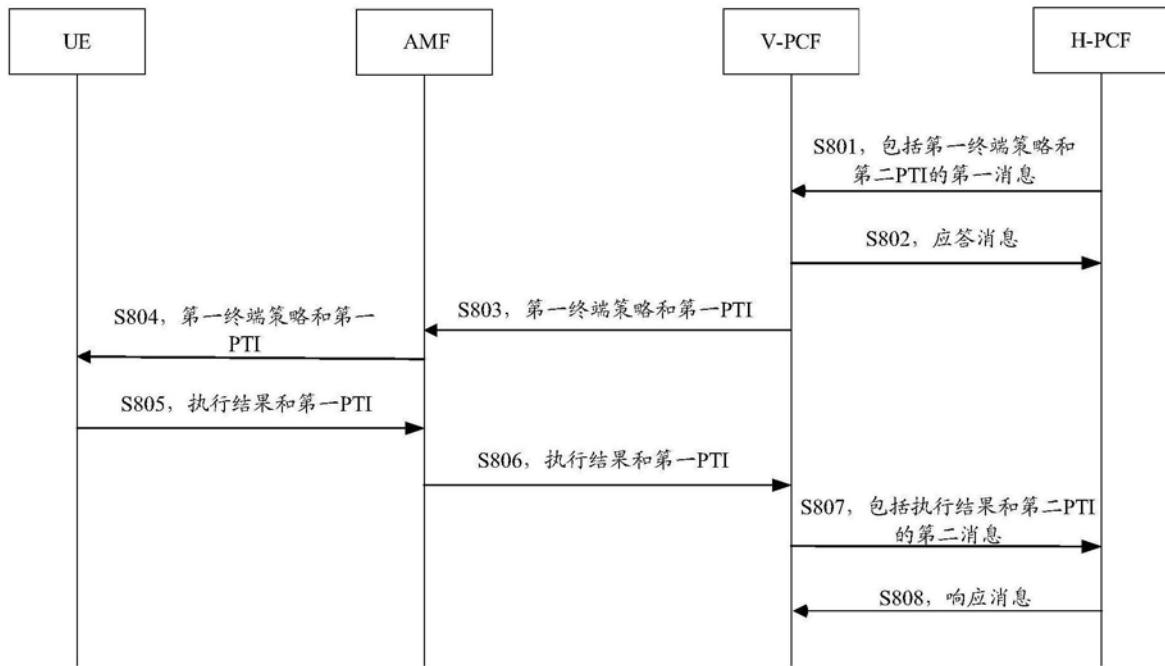 UE
AMF
V-PCF
H-PCF
S801，包括第一终端策略和
第二PTI的第一消息
S802，应答消息
S803，第一终端策略和第一PTI
S804，第一终端策略和第一
PTI
S805，执行结果和第一PTI
S806，执行结果和第一PTI
S807，包括执行结果和第二PTI
的第二消息
S808，响应消息